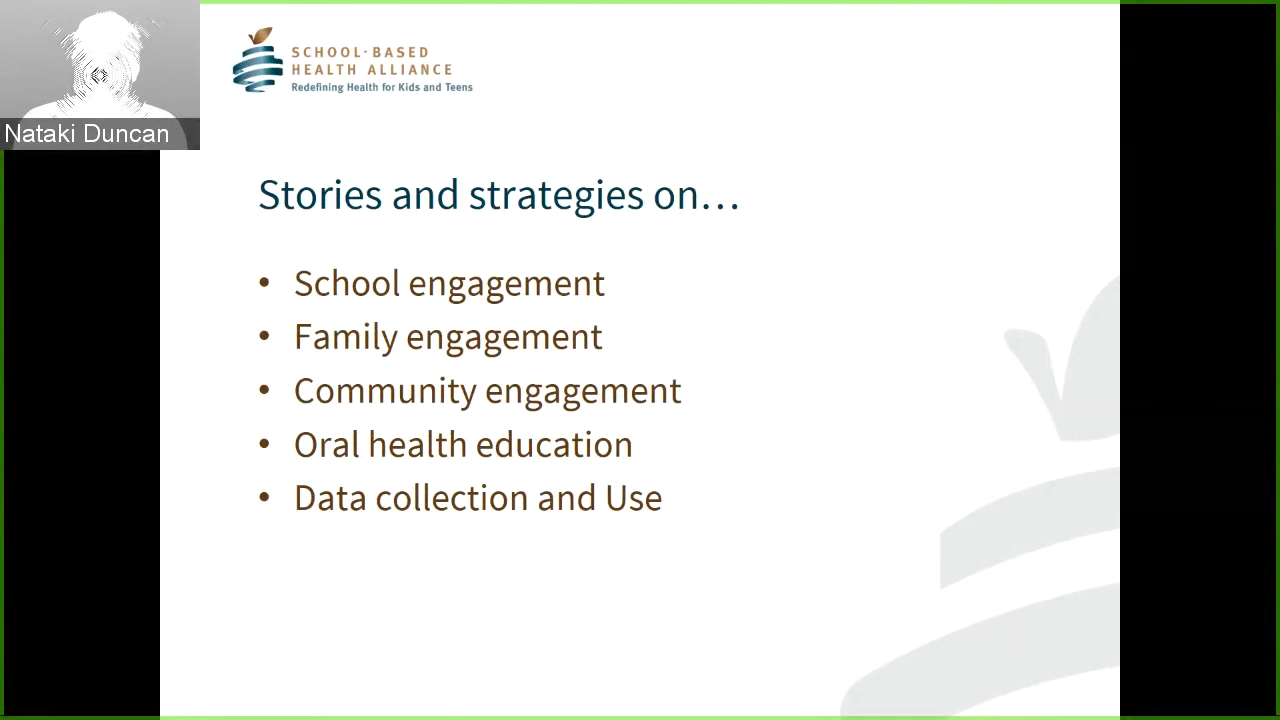 Nataki Duncan
SCHOOL-BASED
HEALTH ALLIANCE
Redefining Health for Kids and Teens
Stories and strategies on…
• School engagement
• Family engagement
• Community engagement
• Oral health education
• Data collection and Use